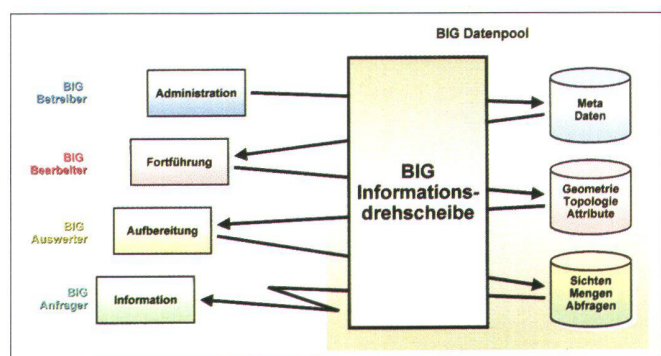 BIG Datenpool
BIG
Betreiber
Administration
Meta
Daten
BIG
Bearbeiter
Fortführung
BIG
Informations-
drehscheibe
Geometrie
Topologie
Attribute
BIG
Auswerter
Aufbereitung
Sichten
Mengen
Abfragen
BIG
Anfrager
Information